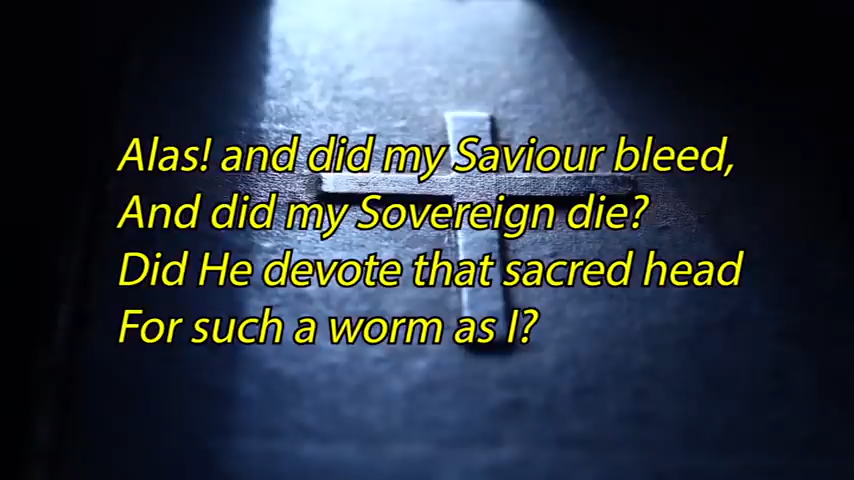 Alas! and did my Saviour bleed,
And did my Sovereign die?
Did He devote that sacred head
For such a worm as I?